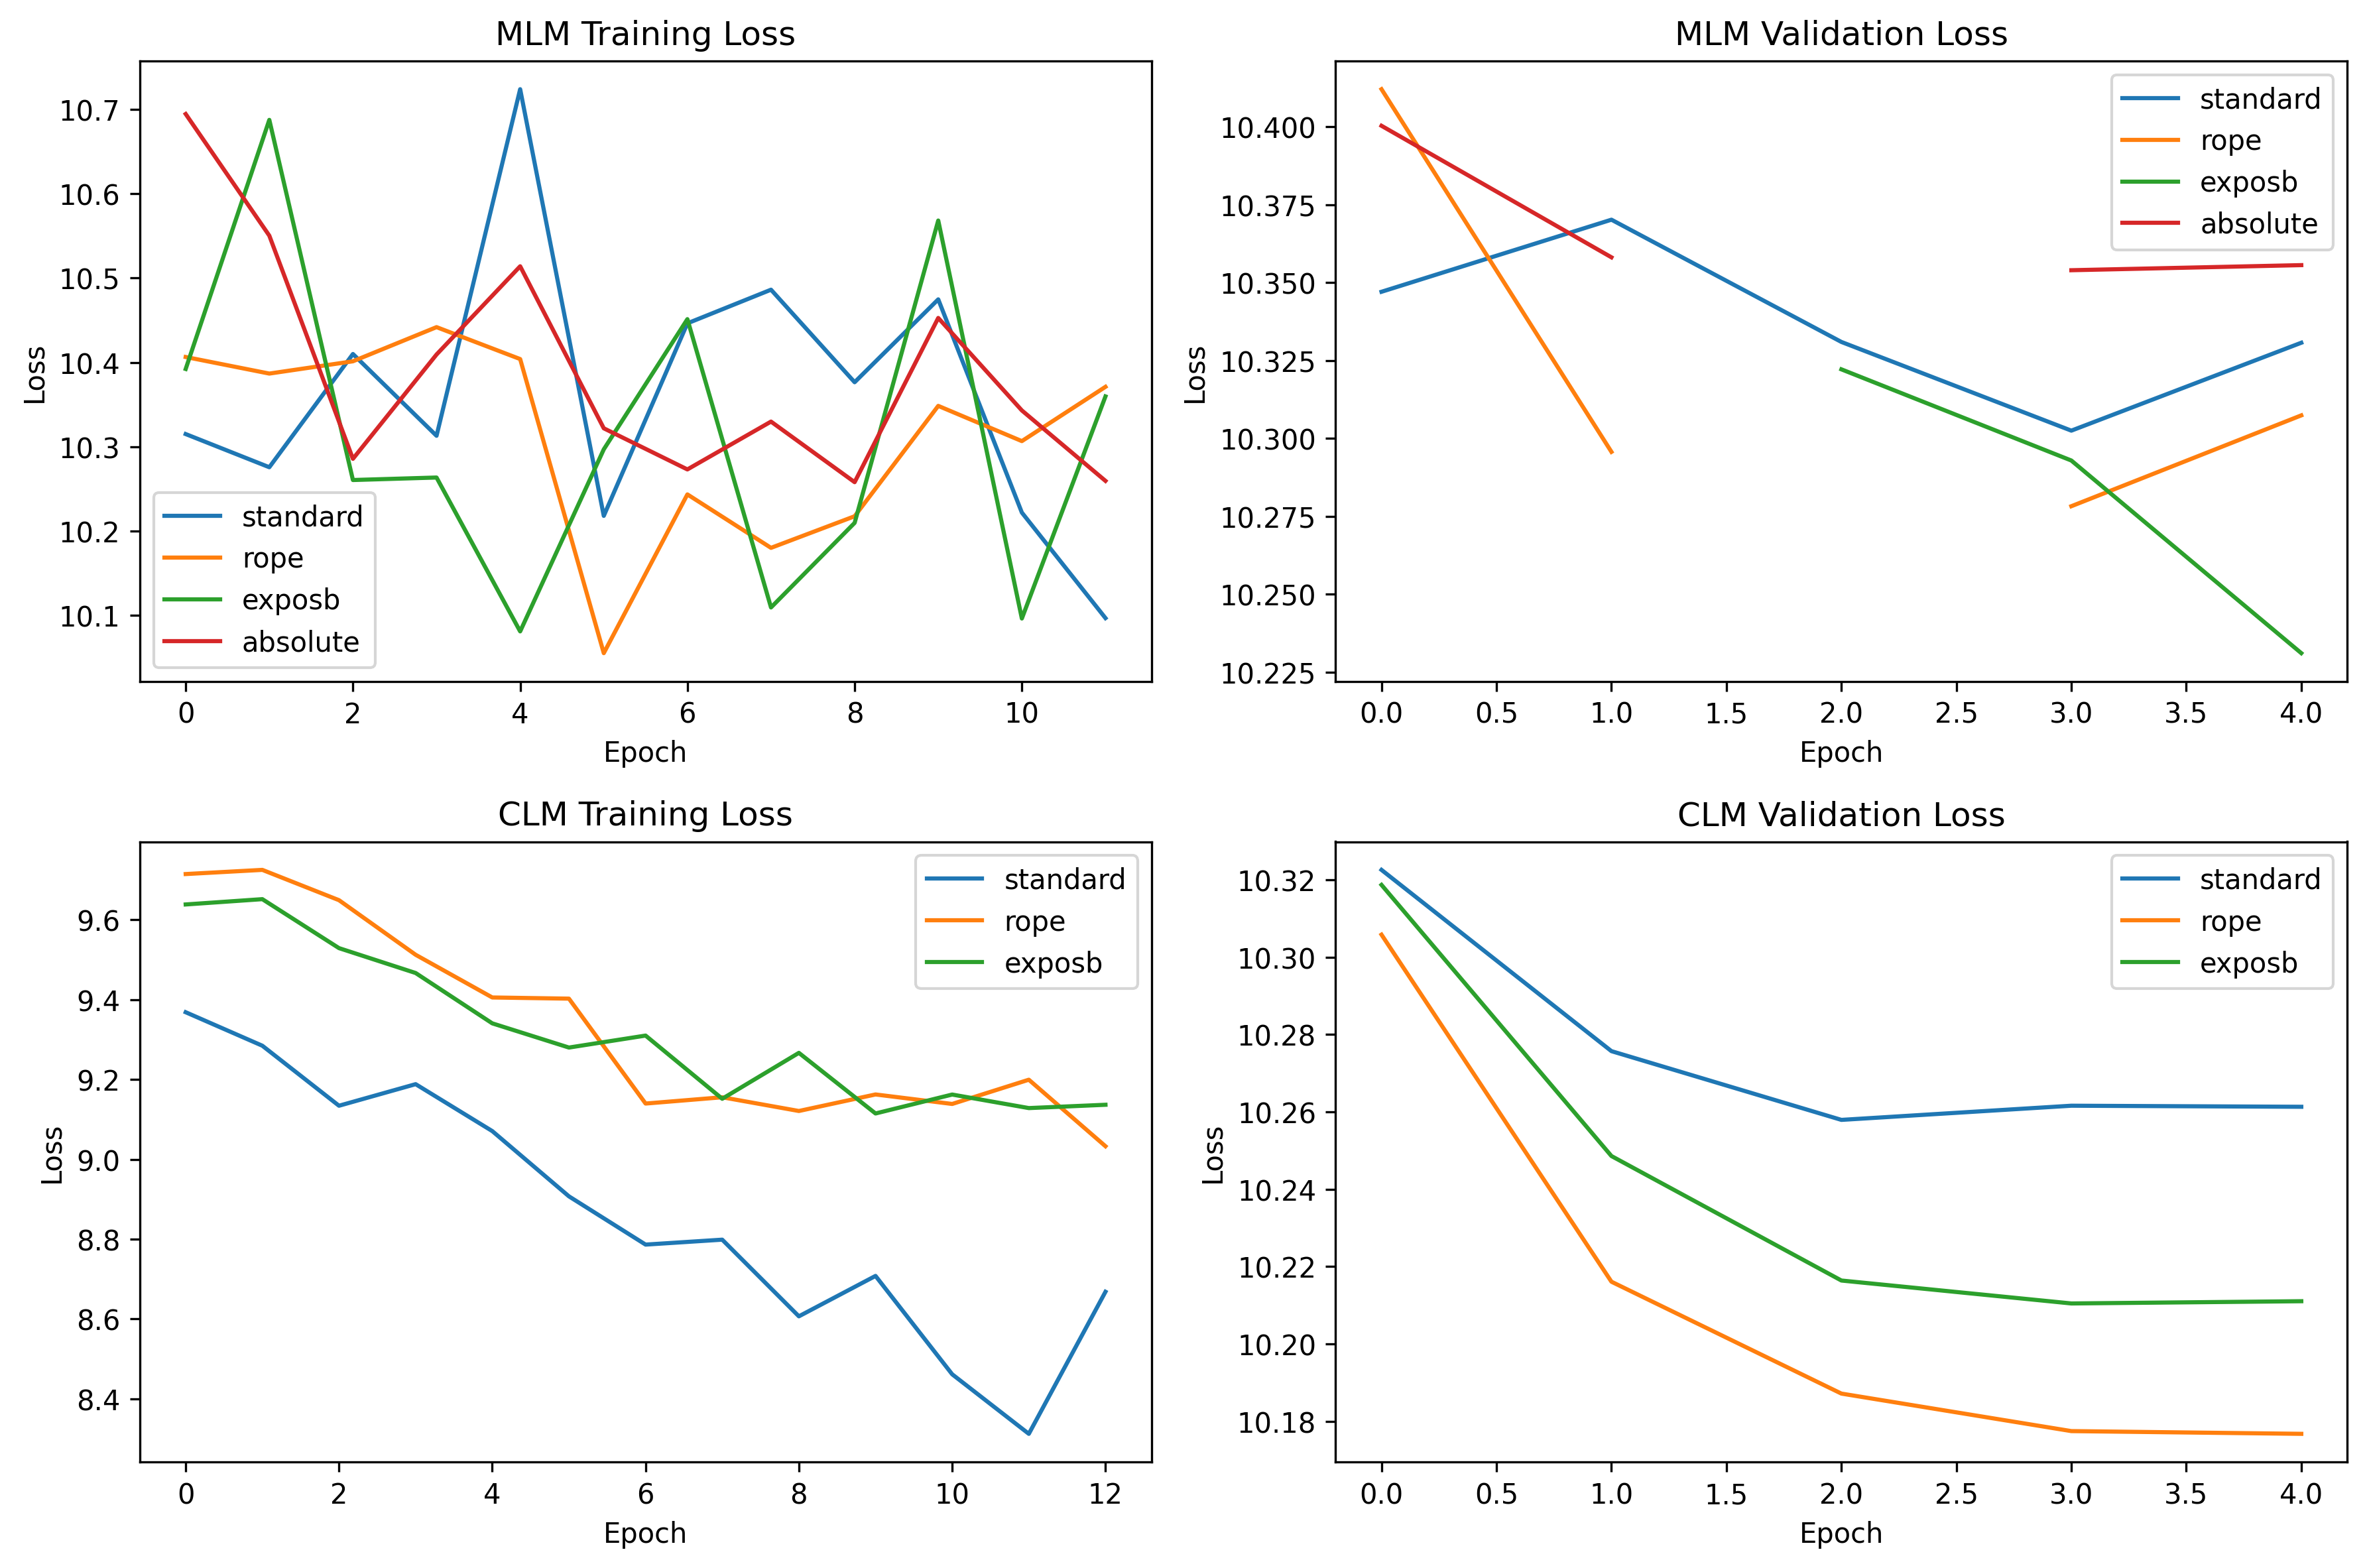 MLM Training Loss
10.7
10.6
10.5
10.4
10.3
10.2
10.1
Loss
standard
rope
exposb
absolute
0 2 4 6 8 10
Epoch
MLM Validation Loss
10.400
10.375
10.350
10.325
10.300
10.275
10.250
10.225
Loss
standard
rope
exposb
absolute
0.0 0.5 1.0 1.5 2.0 2.5 3.0 3.5 4.0
Epoch
CLM Training Loss
9.6
9.4
9.2
9.0
8.8
8.6
8.4
Loss
standard
rope
exposb
0 2 4 6 8 10 12
Epoch
CLM Validation Loss
10.32
10.30
10.28
10.26
10.24
10.22
10.20
10.18
Loss
standard
rope
exposb
0.0 0.5 1.0 1.5 2.0 2.5 3.0 3.5 4.0
Epoch